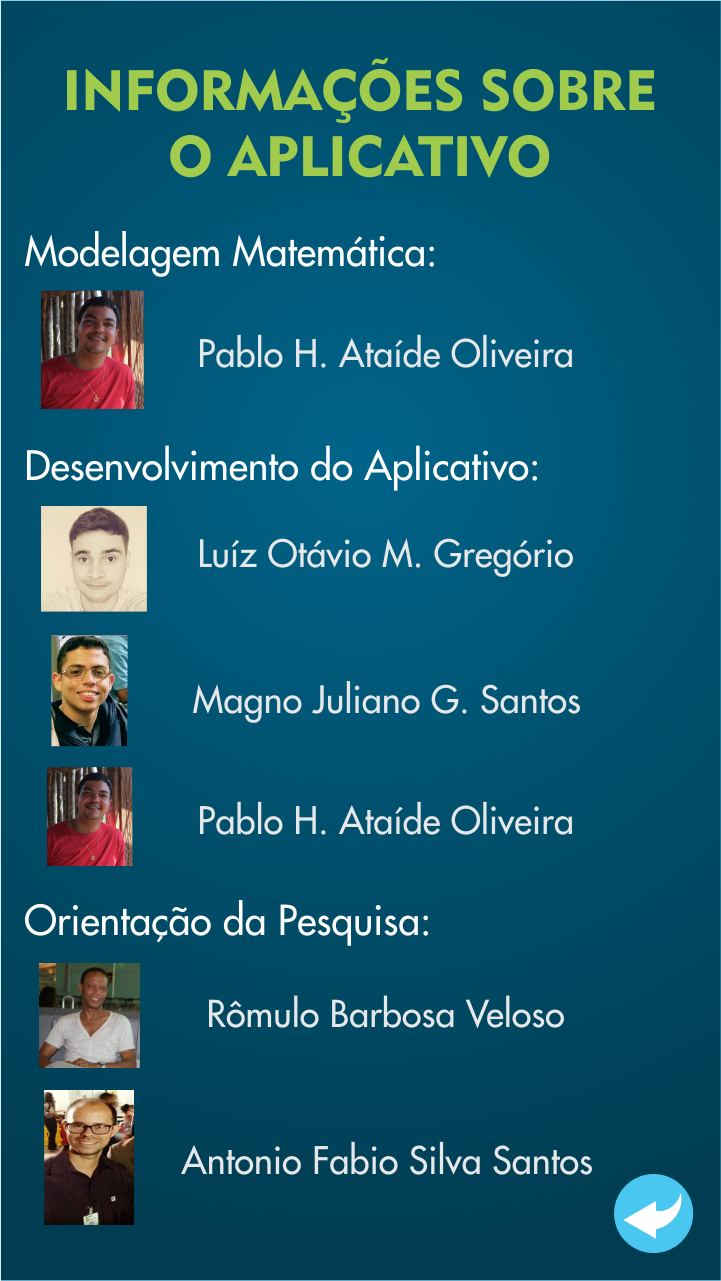 INFORMAÇÕES SOBRE
O APLICATIVO
Modelagem Matemática:
Pablo H. Ataíde Oliveira
Desenvolvimento do Aplicativo:
Luíz Otávio M. Gregório
Magno Juliano G. Santos
Pablo H. Ataíde Oliveira
Orientação da Pesquisa:
Rômulo Barbosa Veloso
Antonio Fabio Silva Santos